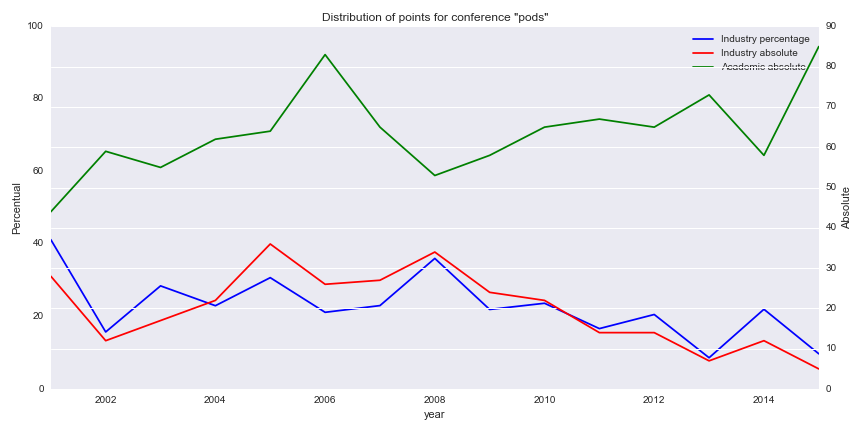 Distribution of points for conference "pods"
100
80
60
40
20
0
Percentual
90
80
70
60
50
40
30
20
10
0
Absolute
Industry percentage
Industry absolute
Academic absolute
2002 2004 2006 2008 2010 2012 2014
year